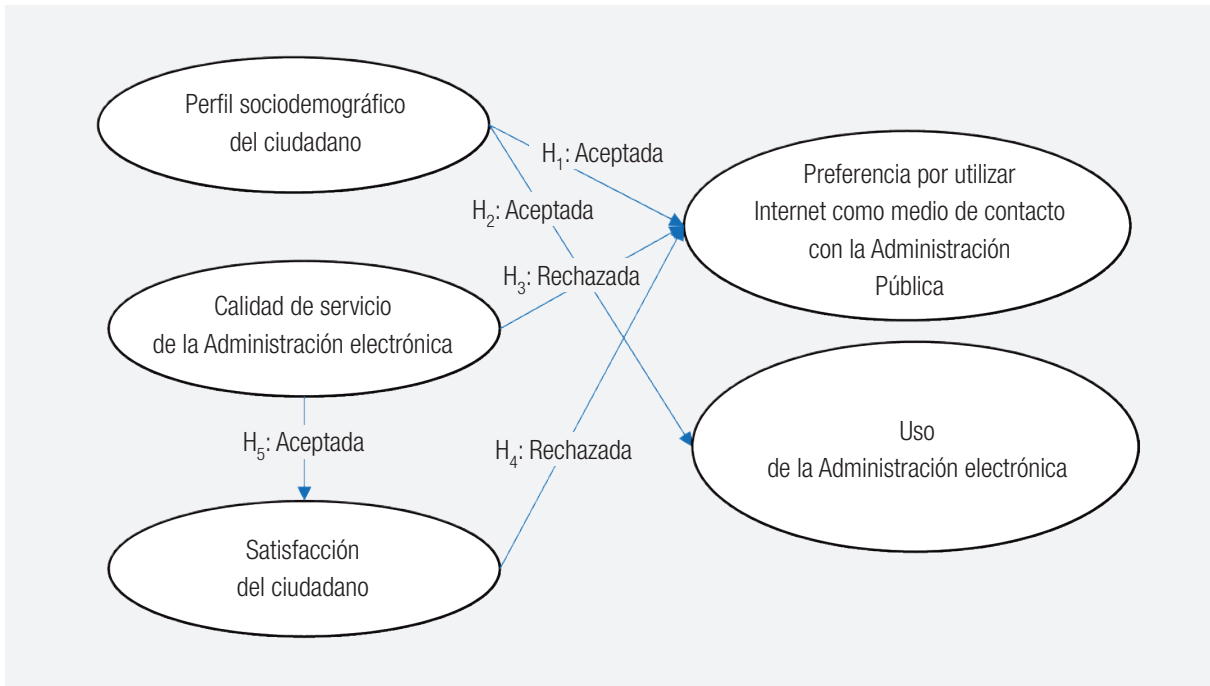 Perfil sociodemográfico
del ciudadano
H₁: Aceptada
H₂: Aceptada
Preferencia por utilizar
Internet como medio de contacto
con la Administración
Pública
H₃: Rechazada
Calidad de servicio
de la Administración electrónica
H₅: Aceptada
H₄: Rechazada
Uso
de la Administración electrónica
Satisfacción
del ciudadano